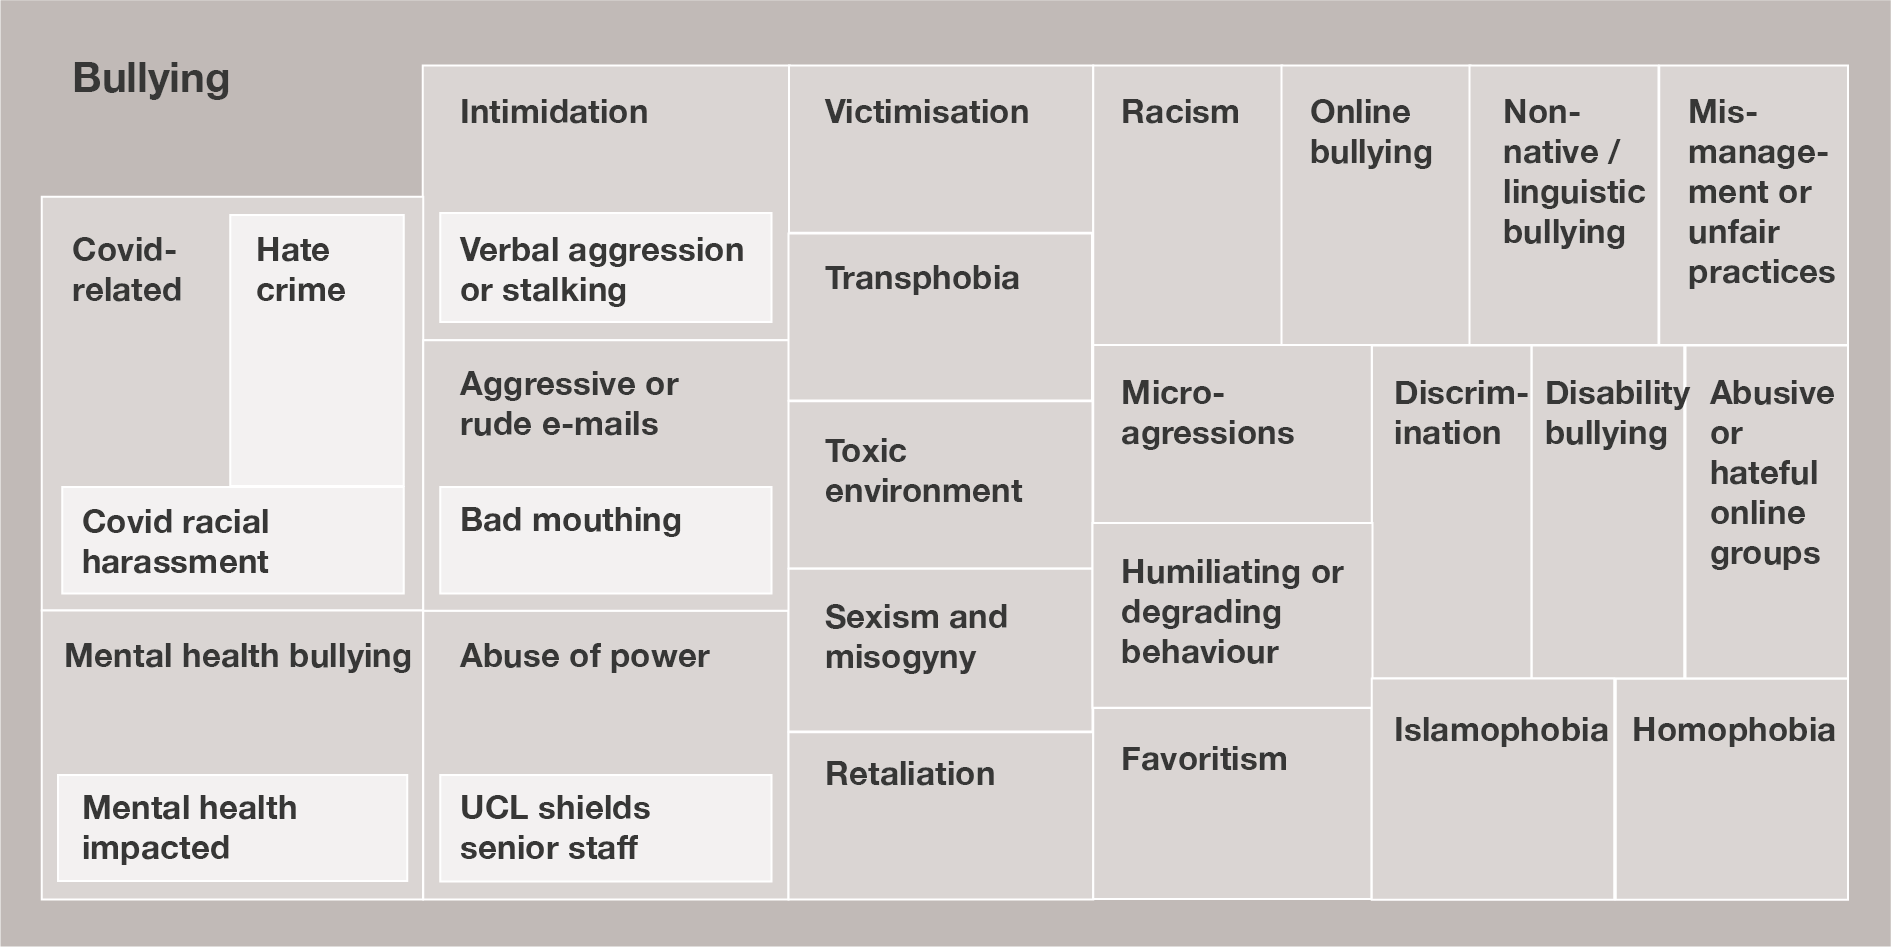 Bullying
Covid-
related
Hate
crime
Covid racial
harassment
Mental health bullying
Mental health
impacted
Intimidation
Verbal aggression
or stalking
Aggressive or
rude e-mails
Bad mouthing
Abuse of power
UCL shields
senior staff
Victimisation
Transphobia
Toxic
environment
Sexism and
misogyny
Retaliation
Racism
Online
bullying
Non-
native /
linguistic
bullying
Mis-
manage-
ment or
unfair
practices
Micro-
agressions
Humiliating or
degrading
behaviour
Favoritism
Discrim-
ination
Disability
bullying
Abusive
or
hateful
online
groups
Islamophobia
Homophobia